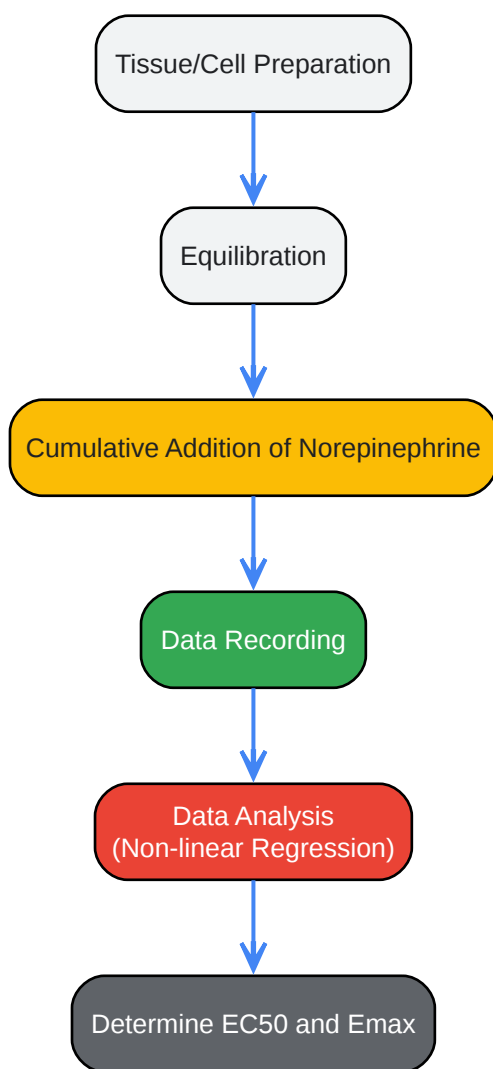 Tissue/Cell Preparation
Equilibration
Cumulative Addition of Norepinephrine
Data Recording
Data Analysis
(Non-linear Regression)
Determine EC50 and Emax